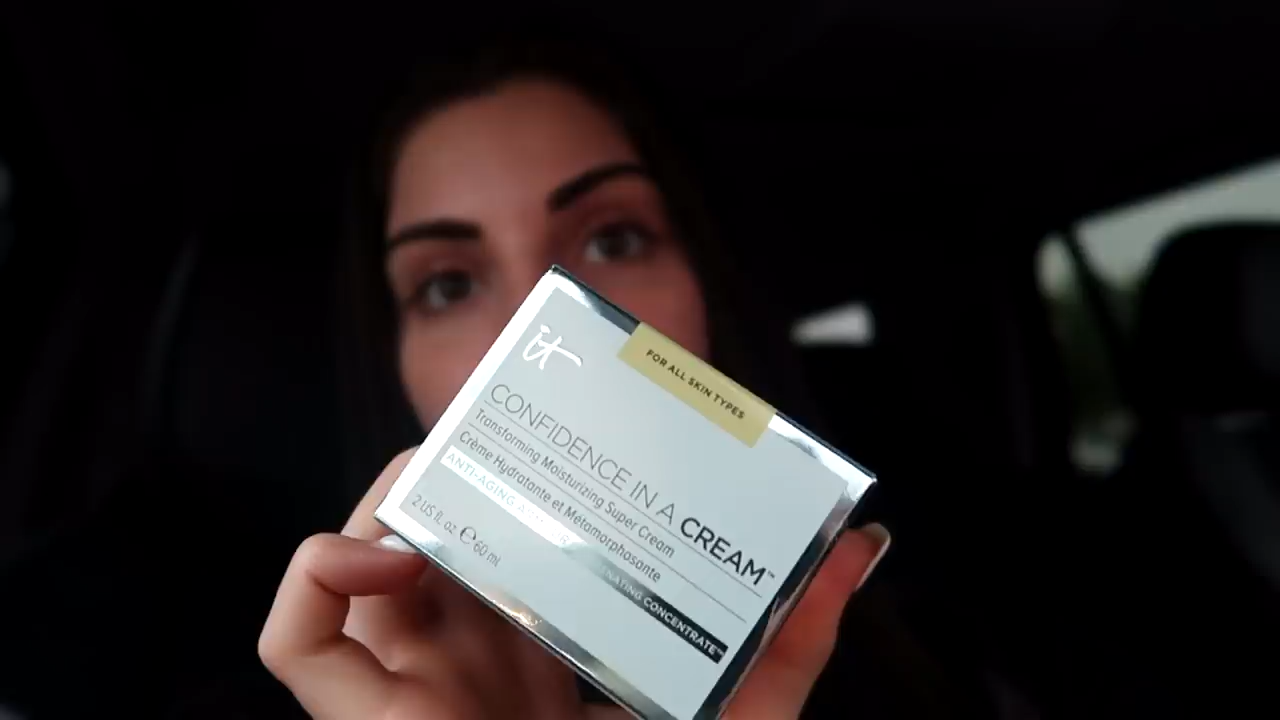 it
FOR ALL SKIN TYPES
CONFIDENCE IN A CREAM™
Transforming Moisturizing Super Cream
Crème Hydratante et Métamorphosante
ANTI-AGING CONCENTRATE™
2 US fl. oz ℮ 60 ml